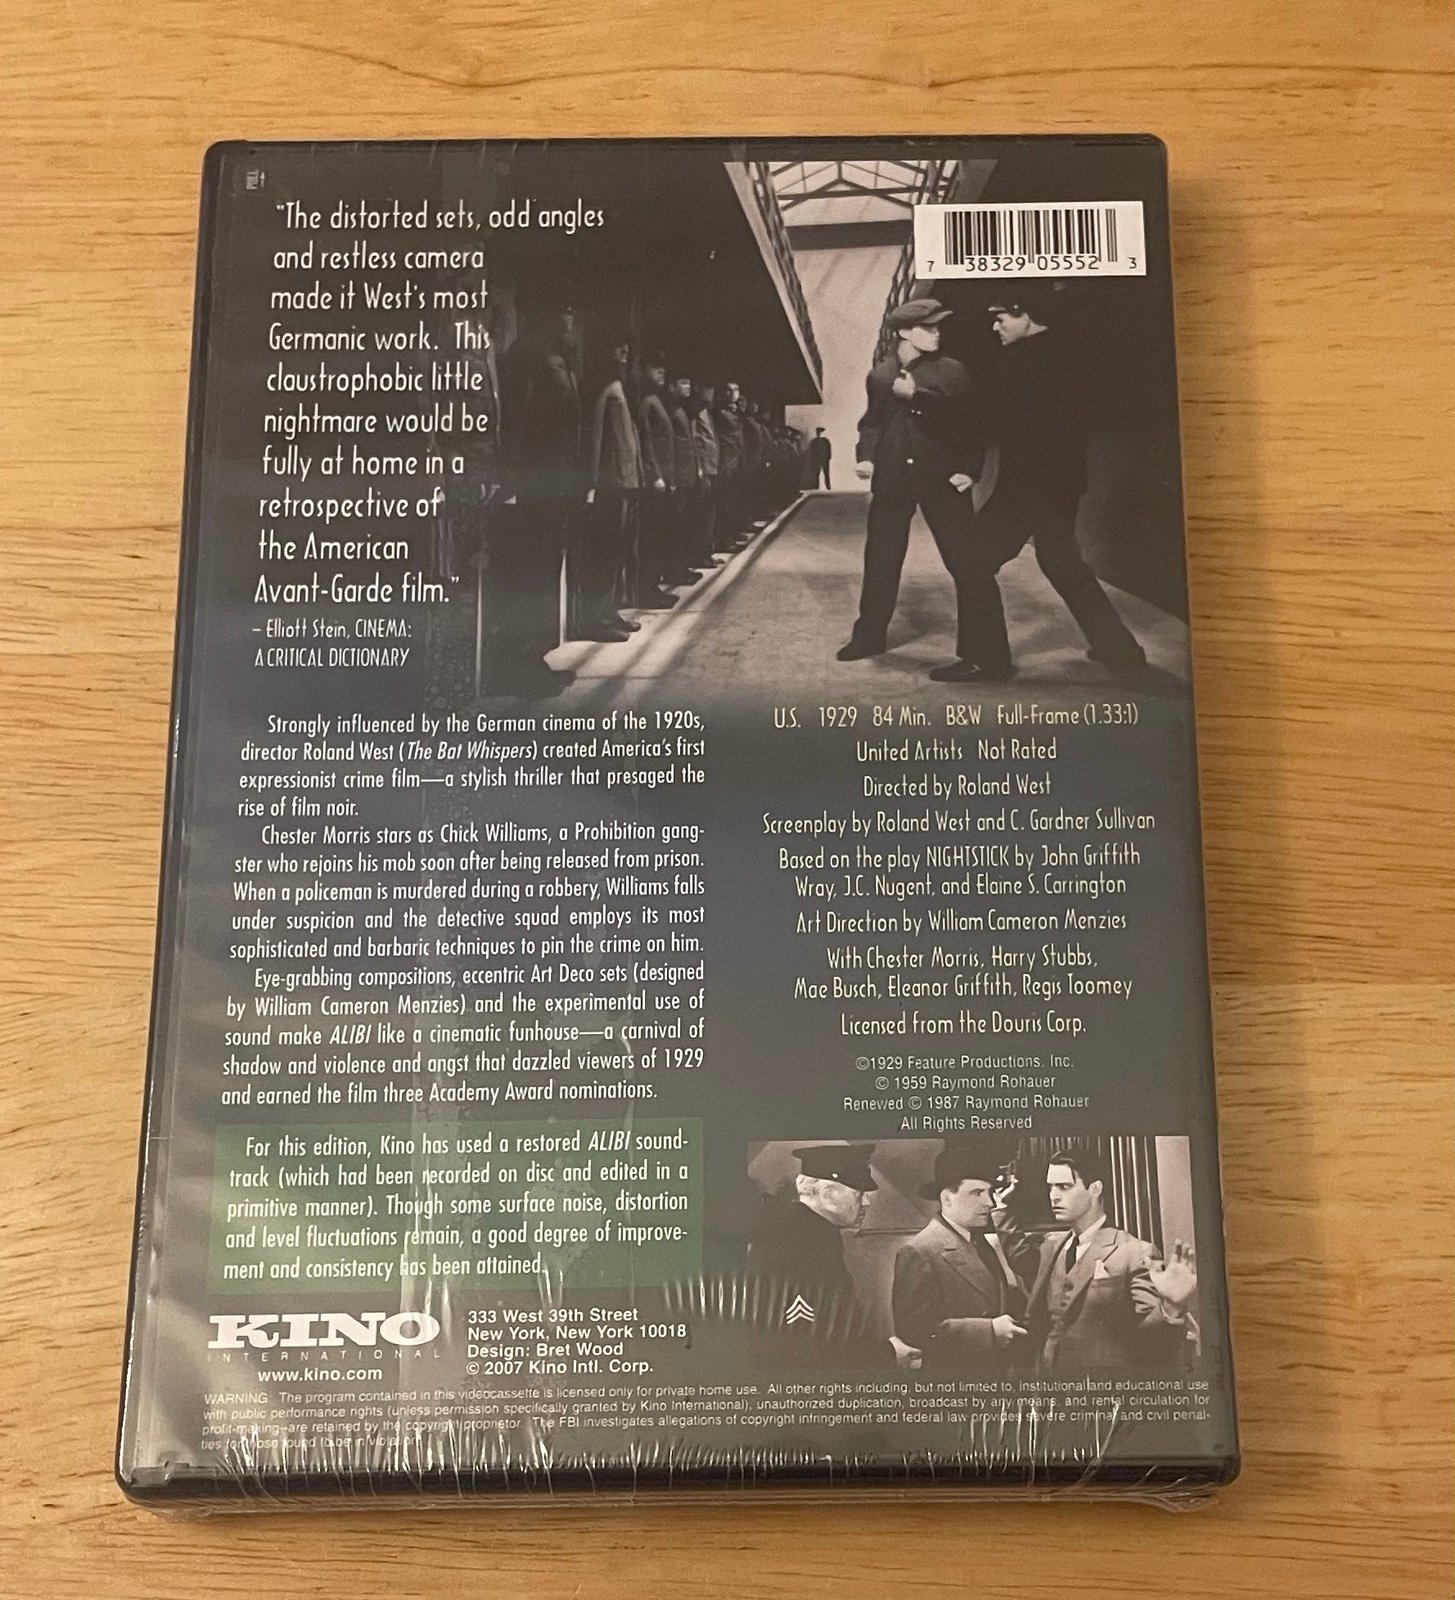 PULL
"The distorted sets, odd angles
and restless camera
made it West's most
Germanic work. This
claustrophobic little
nightmare would be
fully at home in a
retrospective of
the American
Avant-Garde film."
– Elliott Stein, CINEMA:
A CRITICAL DICTIONARY
7 38329 05552 3
Strongly influenced by the German cinema of the 1920s,
director Roland West (The Bat Whispers) created America's first
expressionist crime film—a stylish thriller that presaged the
rise of film noir.
Chester Morris stars as Chick Williams, a Prohibition gang-
ster who rejoins his mob soon after being released from prison.
When a policeman is murdered during a robbery, Williams falls
under suspicion and the detective squad employs its most
sophisticated and barbaric techniques to pin the crime on him.
Eye-grabbing compositions, eccentric Art Deco sets (designed
by William Cameron Menzies) and the experimental use of
sound make ALIBI like a cinematic funhouse—a carnival of
shadow and violence and angst that dazzled viewers of 1929
and earned the film three Academy Award nominations.
For this edition, Kino has used a restored ALIBI sound-
track (which had been recorded on disc and edited in a
primitive manner). Though some surface noise, distortion
and level fluctuations remain, a good degree of improve-
ment and consistency has been attained.
U.S. 1929 84 Min. B&W Full-Frame (1.33:1)
United Artists Not Rated
Directed by Roland West
Screenplay by Roland West and C. Gardner Sullivan
Based on the play NIGHTSTICK by John Griffith
Wray, J.C. Nugent, and Elaine S. Carrington
Art Direction by William Cameron Menzies
With Chester Morris, Harry Stubbs,
Mae Busch, Eleanor Griffith, Regis Toomey
Licensed from the Douris Corp.
©1929 Feature Productions, Inc.
© 1959 Raymond Rohauer
Renewed © 1987 Raymond Rohauer
All Rights Reserved
KINO
INTERNATIONAL
www.kino.com
333 West 39th Street
New York, New York 10018
Design: Bret Wood
© 2007 Kino Intl. Corp.
WARNING: The program contained in this videocassette is licensed only for private home use. All other rights including, but not limited to, institutional and educational use
with public performance rights (unless permission specifically granted by Kino International), unauthorized duplication, broadcast by any means, and rental circulation for
profit-making--are retained by the copyright proprietor. The FBI investigates allegations of copyright infringement and federal law provides severe criminal and civil penal-
ties for those found to be in violation.